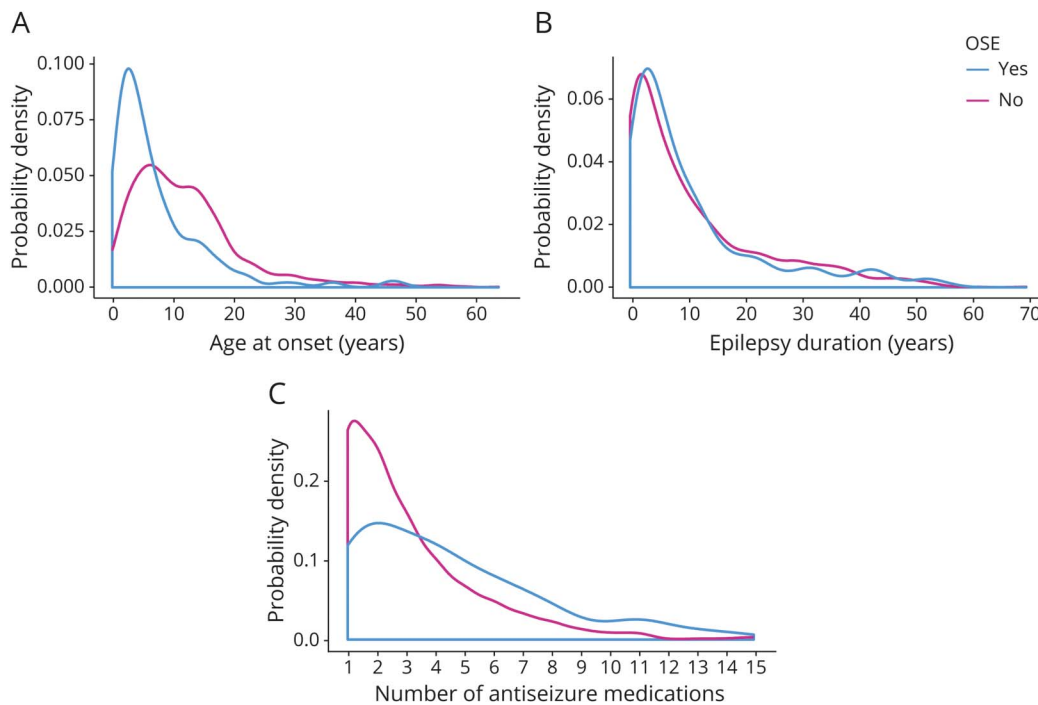 A
Probability density
0.100
0.075
0.050
0.025
0.000
0 10 20 30 40 50 60
Age at onset (years)
B
OSE
Yes
No
Probability density
0.06
0.04
0.02
0.00
0 10 20 30 40 50 60 70
Epilepsy duration (years)
C
Probability density
0.2
0.1
0.0
1 2 3 4 5 6 7 8 9 10 11 12 13 14 15
Number of antiseizure medications